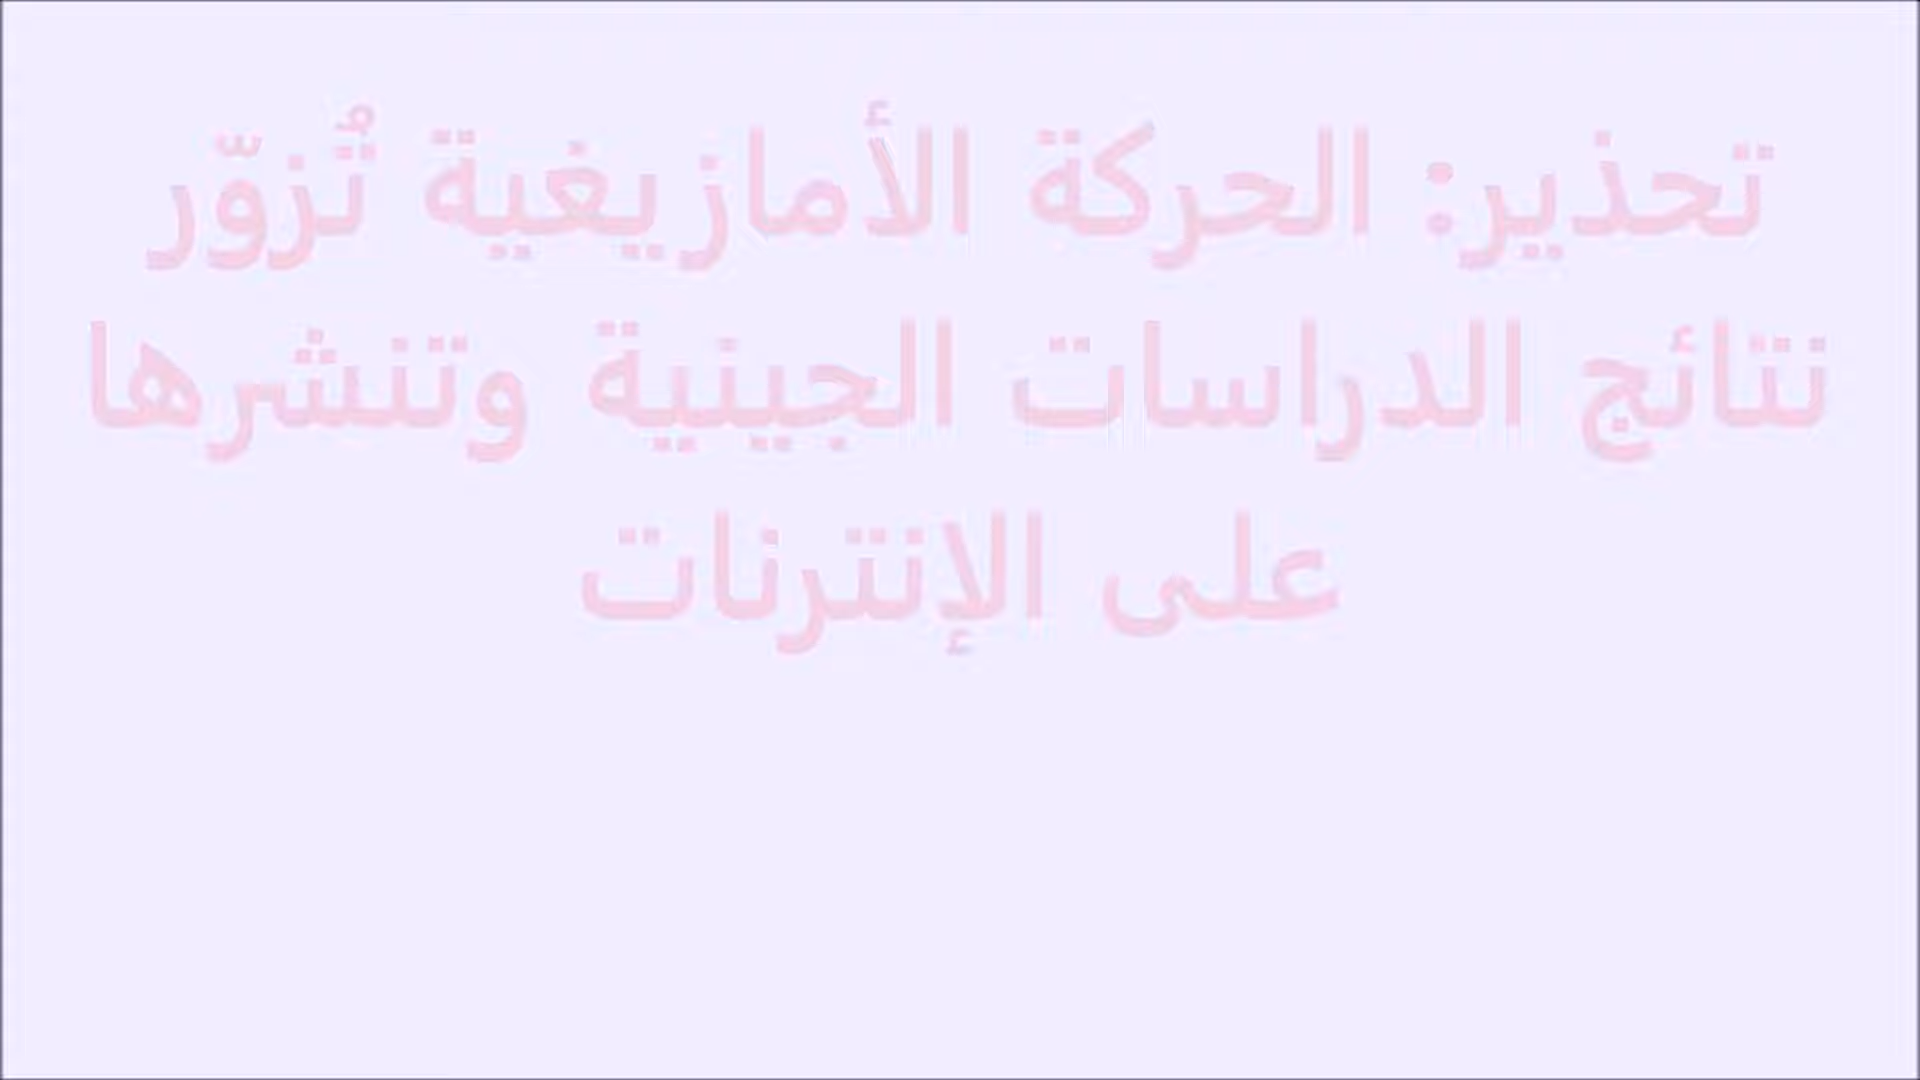 تحذير: الحركة الأمازيغية تُزوّر
نتائج الدراسات الجينية وتنشرها
على الإنترنات